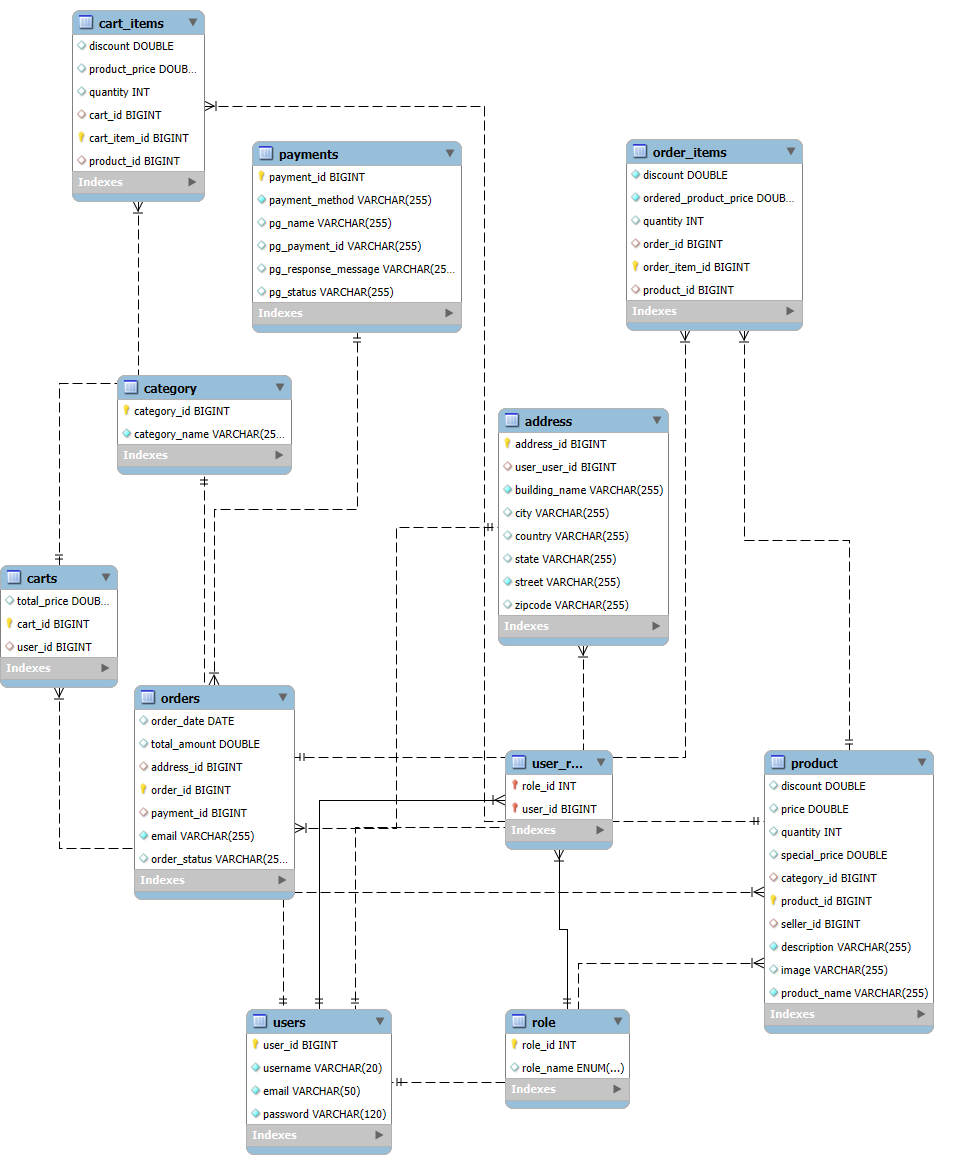 cart_items
discount DOUBLE
product_price DOUB...
quantity INT
cart_id BIGINT
cart_item_id BIGINT
product_id BIGINT
Indexes
payments
payment_id BIGINT
payment_method VARCHAR(255)
pg_name VARCHAR(255)
pg_payment_id VARCHAR(255)
pg_response_message VARCHAR(25...
pg_status VARCHAR(255)
Indexes
order_items
discount DOUBLE
ordered_product_price DOUB...
quantity INT
order_id BIGINT
order_item_id BIGINT
product_id BIGINT
Indexes
category
category_id BIGINT
category_name VARCHAR(25...
Indexes
address
address_id BIGINT
user_user_id BIGINT
building_name VARCHAR(255)
city VARCHAR(255)
country VARCHAR(255)
state VARCHAR(255)
street VARCHAR(255)
zipcode VARCHAR(255)
Indexes
carts
total_price DOUB...
cart_id BIGINT
user_id BIGINT
Indexes
orders
order_date DATE
total_amount DOUBLE
address_id BIGINT
order_id BIGINT
payment_id BIGINT
email VARCHAR(255)
order_status VARCHAR(25...
Indexes
user_r...
role_id INT
user_id BIGINT
Indexes
product
discount DOUBLE
price DOUBLE
quantity INT
special_price DOUBLE
category_id BIGINT
product_id BIGINT
seller_id BIGINT
description VARCHAR(255)
image VARCHAR(255)
product_name VARCHAR(255)
Indexes
users
user_id BIGINT
username VARCHAR(20)
email VARCHAR(50)
password VARCHAR(120)
Indexes
role
role_id INT
role_name ENUM(...)
Indexes